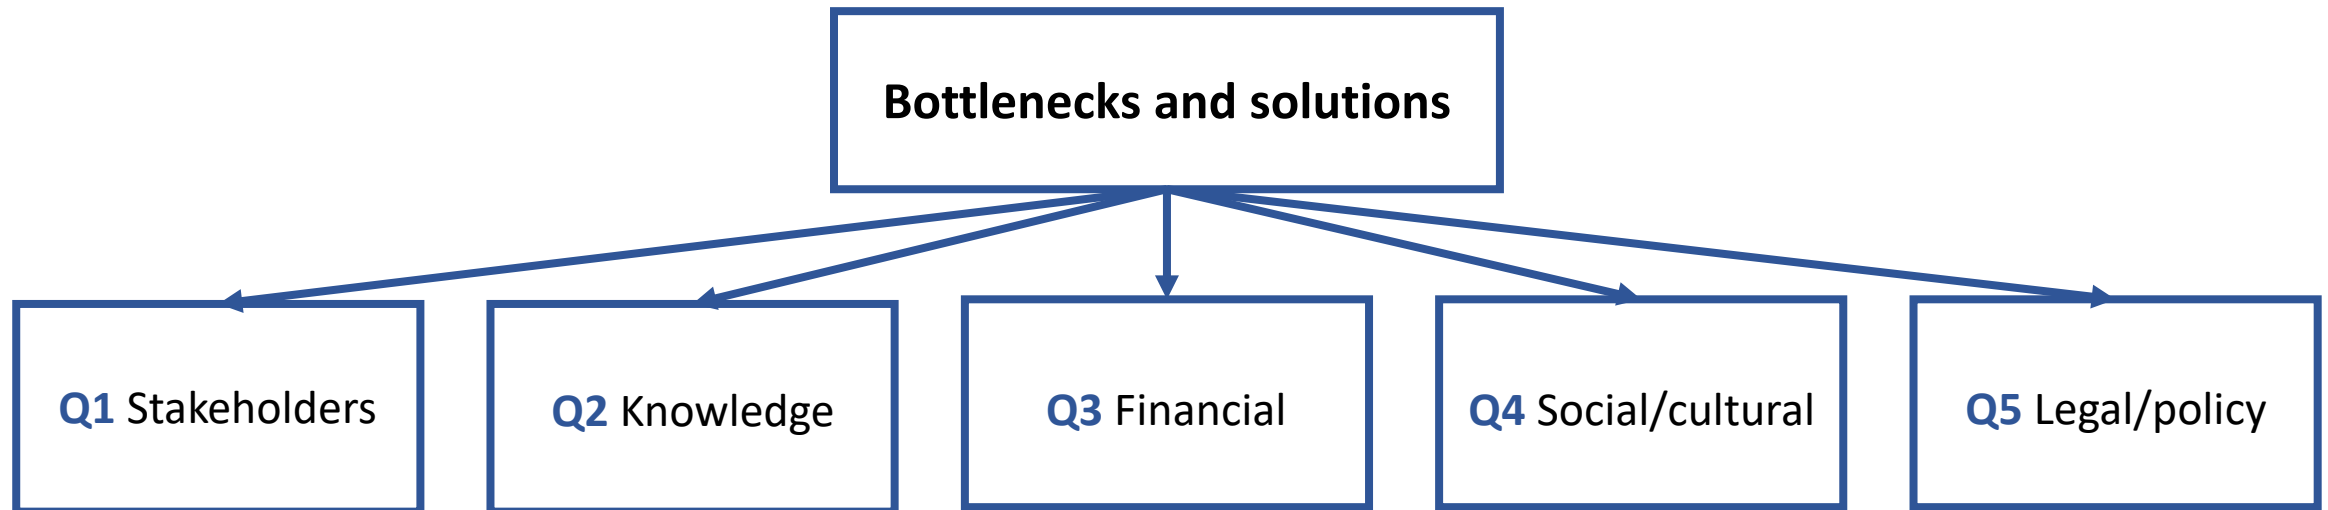 Bottlenecks and solutions
Q1 Stakeholders
Q2 Knowledge
Q3 Financial
Q4 Social/cultural
Q5 Legal/policy